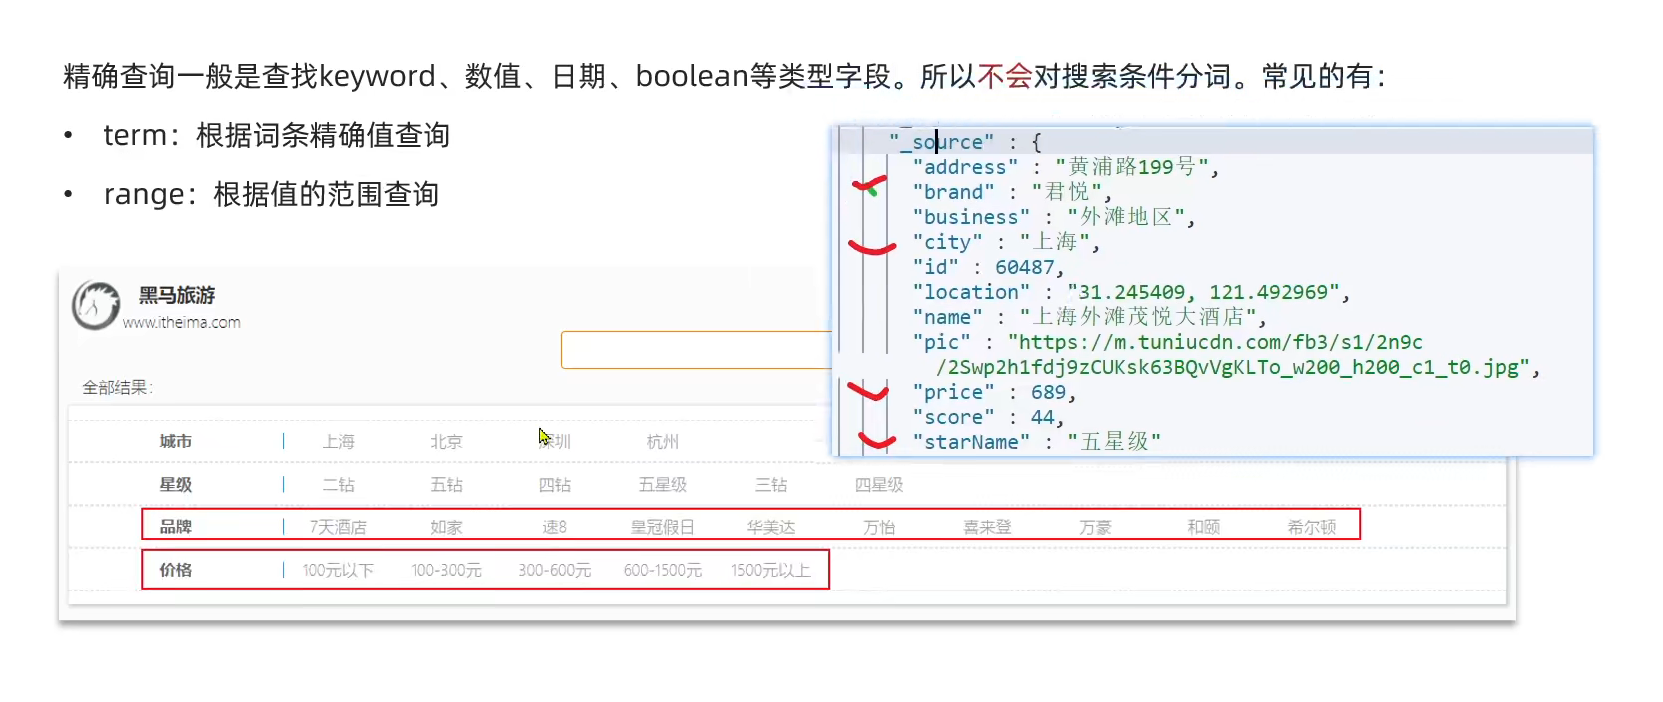 精确查询一般是查找keyword、数值、日期、boolean等类型字段。所以不会对搜索条件分词。常见的有：
• term：根据词条精确值查询
• range：根据值的范围查询
"_source" : {
"address" : "黄浦路199号",
"brand" : "君悦",
"business" : "外滩地区",
"city" : "上海",
"id" : 60487,
"location" : "31.245409, 121.492969",
"name" : "上海外滩茂悦大酒店",
"pic" : "https://m.tuniucdn.com/fb3/s1/2n9c
/2Swp2h1fdj9zCUKsk63BQvVgKLTo_w200_h200_c1_t0.jpg",
"price" : 689,
"score" : 44,
"starName" : "五星级"
黑马旅游
www.itheima.com
全部结果：
城市 上海 北京 深圳 杭州
星级 二钻 五钻 四钻 五星级 三钻 四星级
品牌 7天酒店 如家 速8 皇冠假日 华美达 万怡 喜来登 万豪 和颐 希尔顿
价格 100元以下 100-300元 300-600元 600-1500元 1500元以上